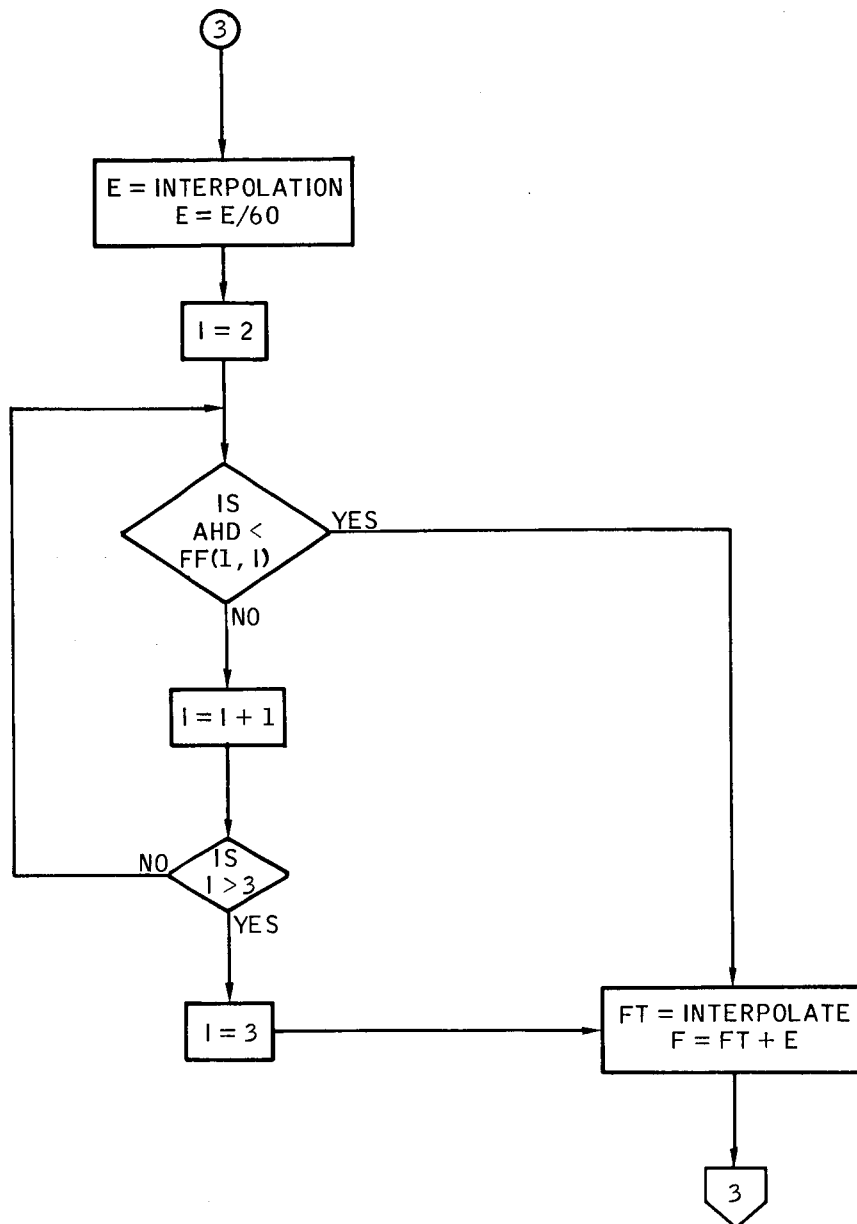 3
E = INTERPOLATION
E = E/60
I = 2
IS
AHD <
FF(1, I)
YES
NO
I = I + 1
NO
IS
I > 3
YES
I = 3
FT = INTERPOLATE
F = FT + E
3